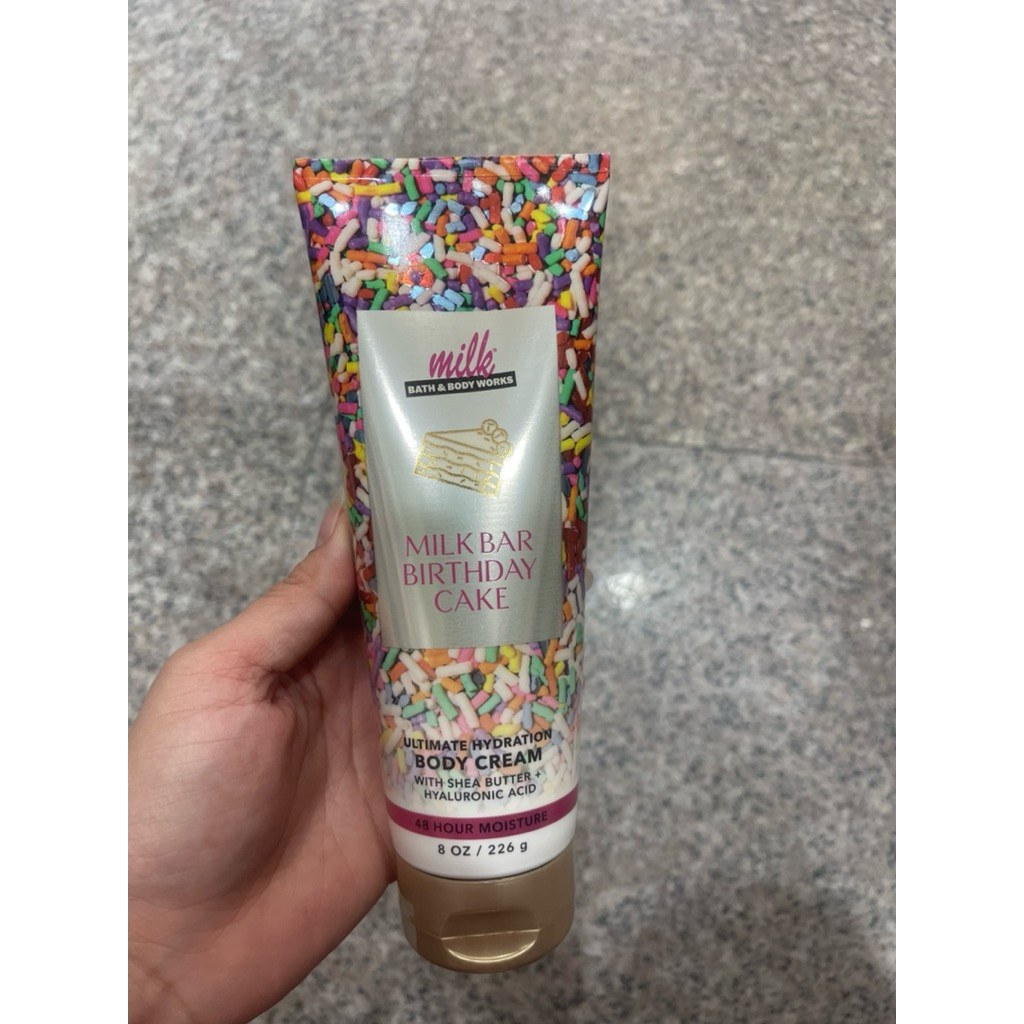 milk
BATH & BODY WORKS
MILK BAR
BIRTHDAY
CAKE
ULTIMATE HYDRATION
BODY CREAM
WITH SHEA BUTTER +
HYALURONIC ACID
48 HOUR MOISTURE
8 OZ / 226 g